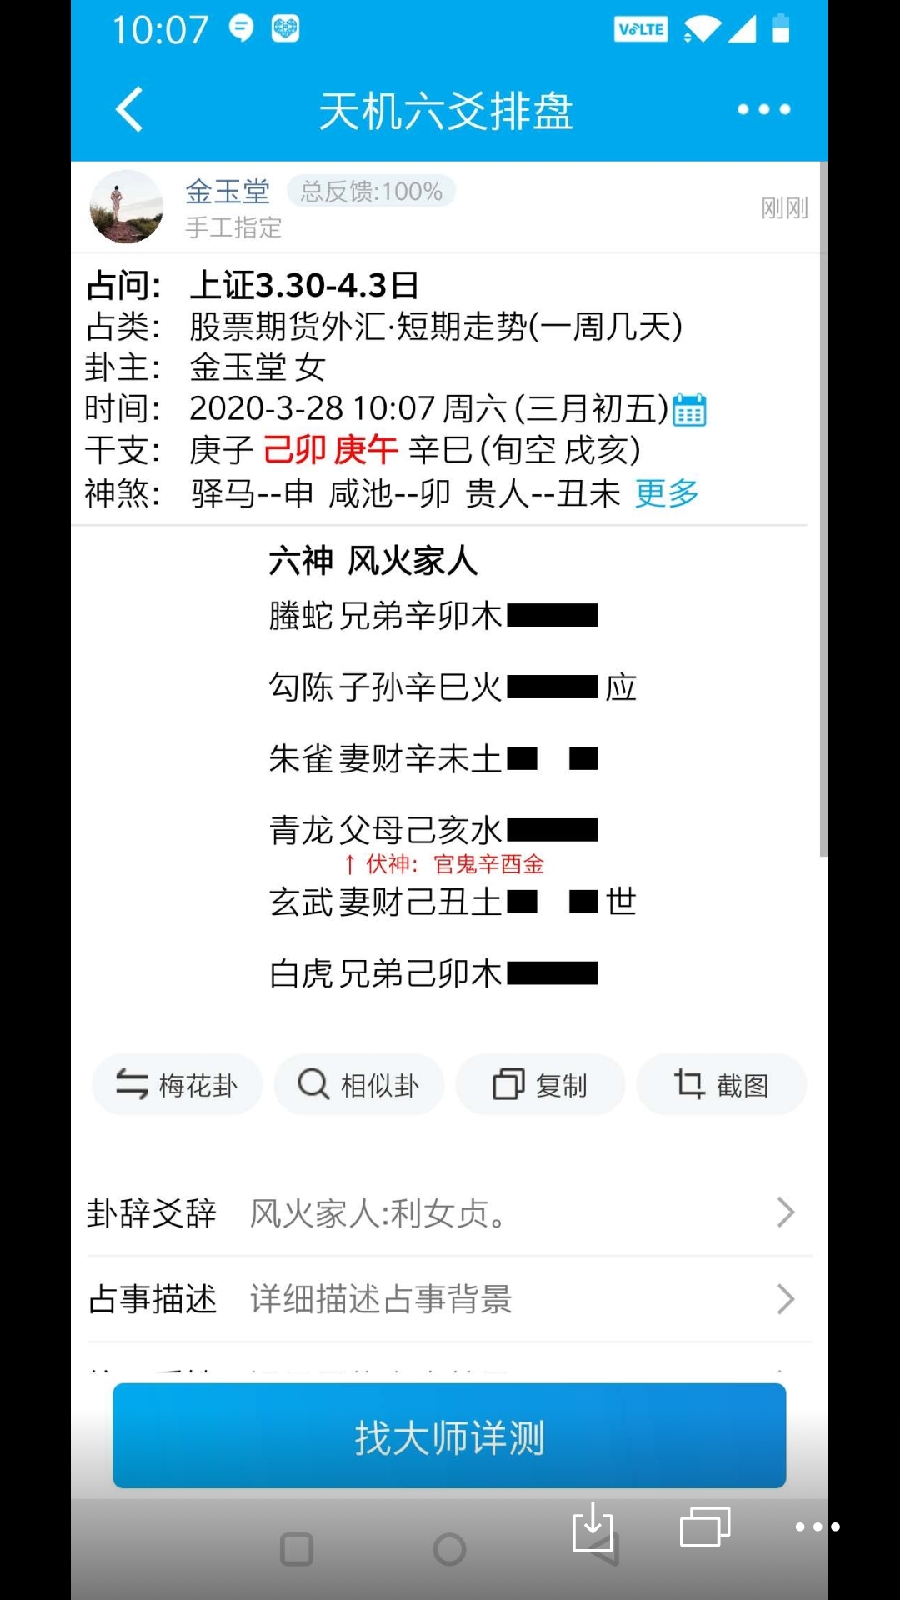 10:07
VoLTE
天机六爻排盘
金玉堂 总反馈:100%
手工指定
刚刚
占问: 上证3.30-4.3日
占类: 股票期货外汇·短期走势(一周几天)
卦主: 金玉堂 女
时间: 2020-3-28 10:07 周六 (三月初五)
干支: 庚子 己卯 庚午 辛巳 (旬空 戌亥)
神煞: 驿马--申 咸池--卯 贵人--丑未 更多
六神 风火家人
螣蛇 兄弟辛卯木
勾陈 子孙辛巳火 应
朱雀 妻财辛未土
青龙 父母己亥水
↑ 伏神: 官鬼辛酉金
玄武 妻财己丑土 世
白虎 兄弟己卯木
梅花卦 相似卦 复制 截图
卦辞爻辞 风火家人:利女贞。
占事描述 详细描述占事背景
找大师详测